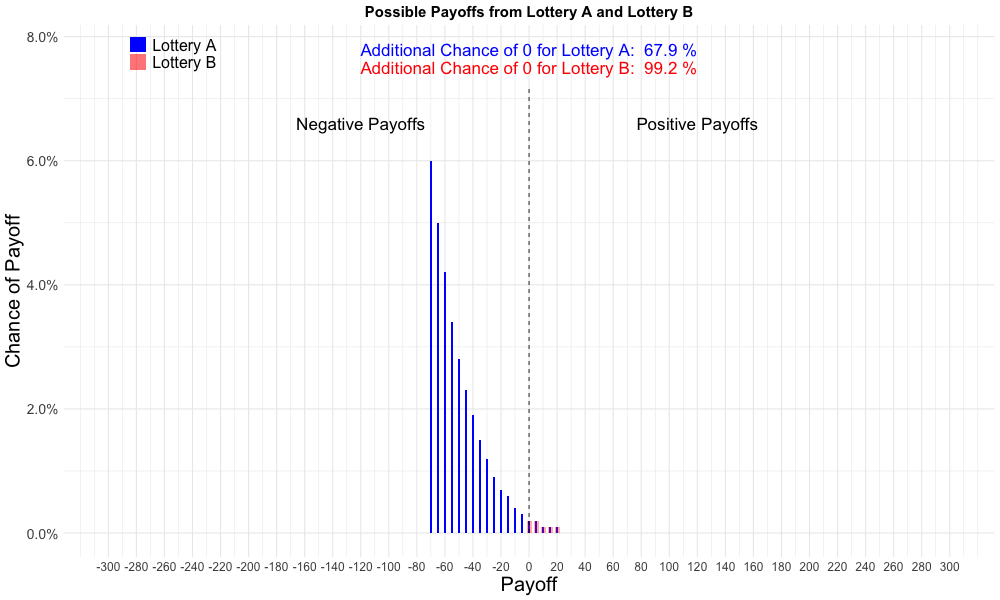 Possible Payoffs from Lottery A and Lottery B
8.0%
Lottery A
Lottery B
Additional Chance of 0 for Lottery A: 67.9 %
Additional Chance of 0 for Lottery B: 99.2 %
Negative Payoffs
Positive Payoffs
6.0%
4.0%
2.0%
0.0%
Chance of Payoff
-300 -280 -260 -240 -220 -200 -180 -160 -140 -120 -100 -80 -60 -40 -20 0 20 40 60 80 100 120 140 160 180 200 220 240 260 280 300
Payoff